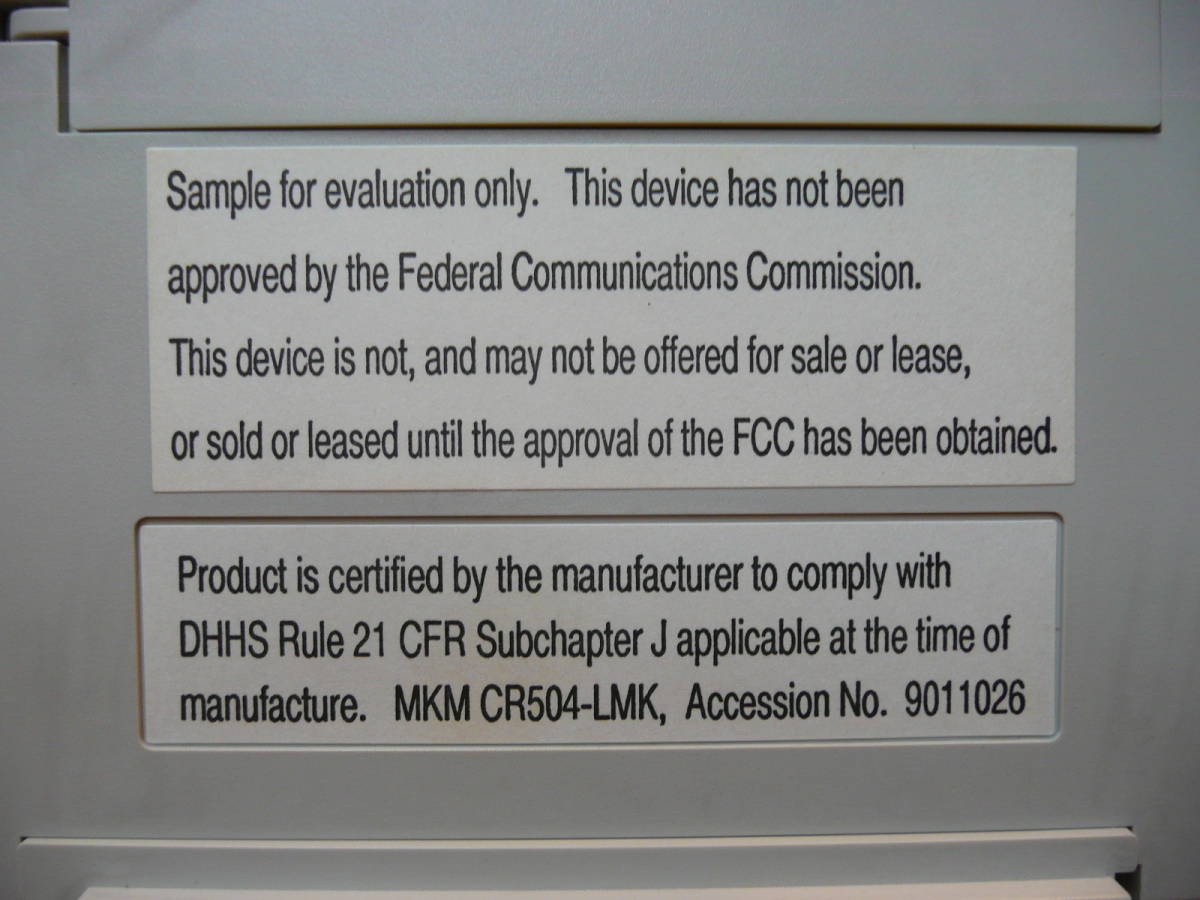 Sample for evaluation only. This device has not been
approved by the Federal Communications Commission.
This device is not, and may not be offered for sale or lease,
or sold or leased until the approval of the FCC has been obtained.
Product is certified by the manufacturer to comply with
DHHS Rule 21 CFR Subchapter J applicable at the time of
manufacture. MKM CR504-LMK, Accession No. 9011026